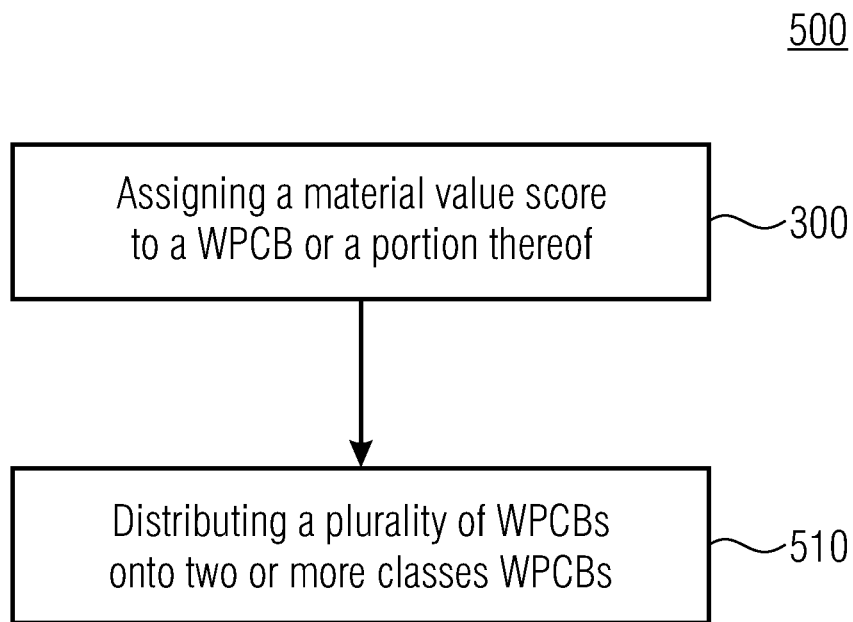 500
Assigning a material value score
to a WPCB or a portion thereof
300
Distributing a plurality of WPCBs
onto two or more classes WPCBs
510